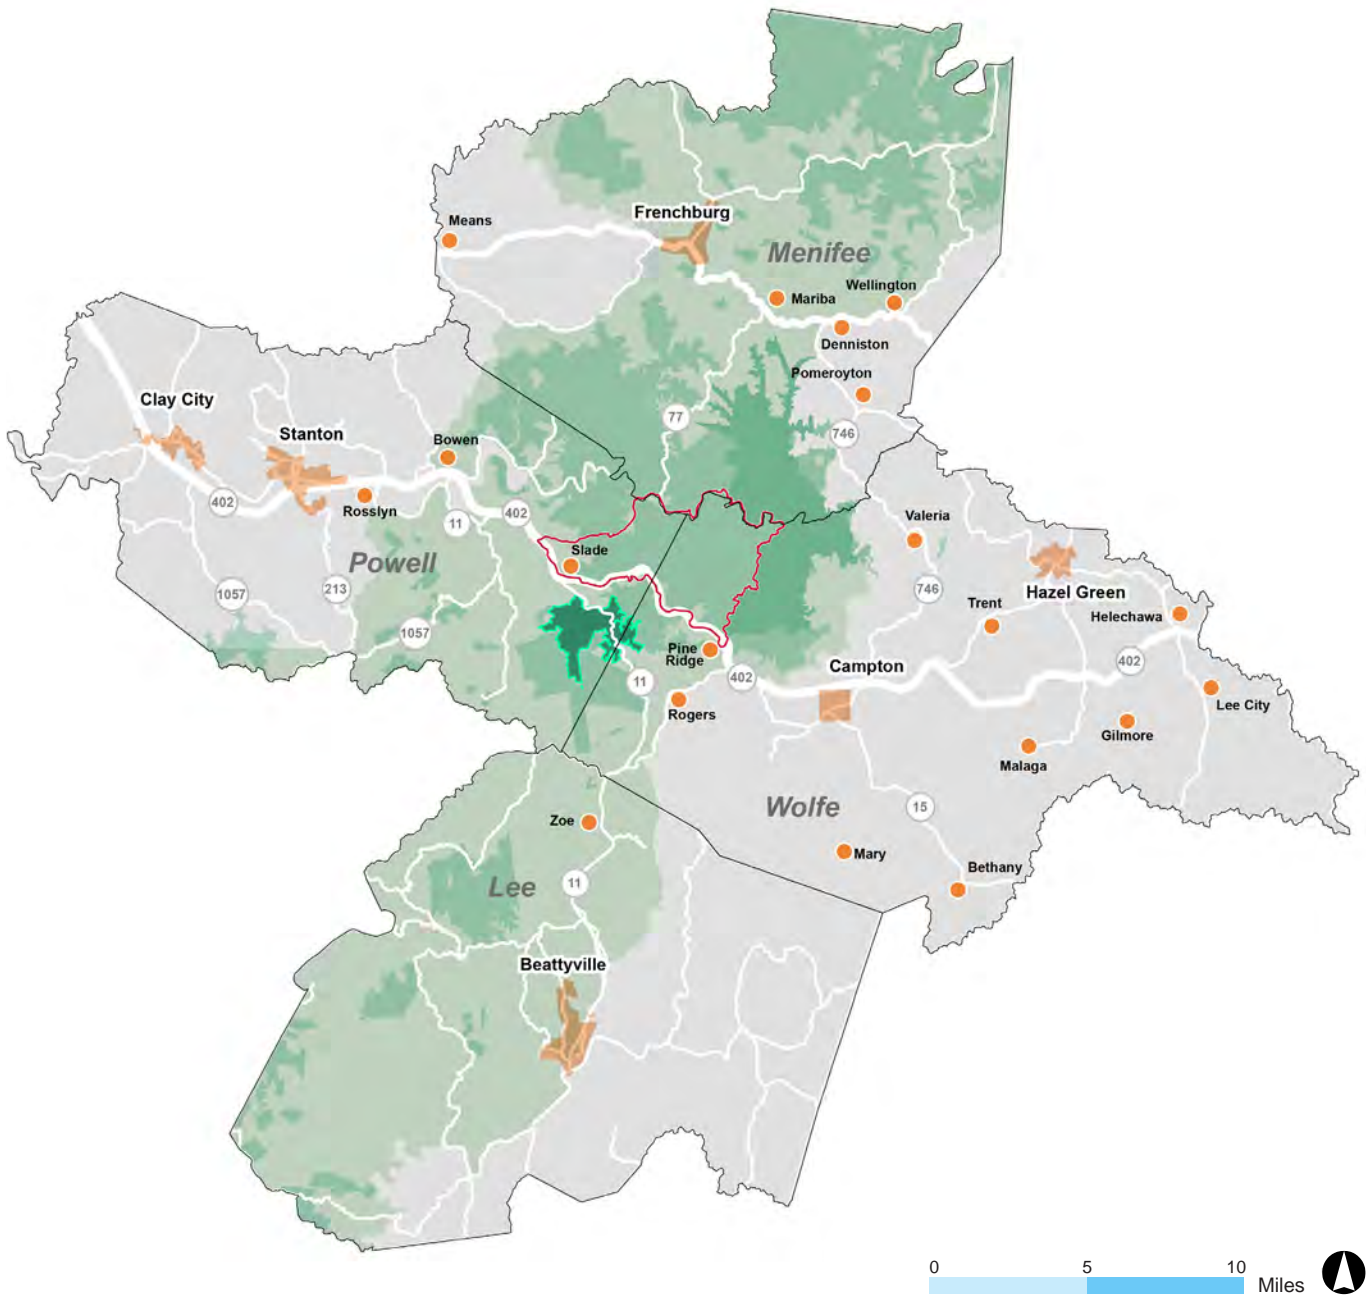 Frenchburg
Means
Menifee
Wellington
Mariba
Denniston
Pomeroyton
Clay City
77
Stanton
746
Bowen
402
Rosslyn
402
11
Valeria
Slade
Powell
1057
213
746
Hazel Green
Trent
Helechawa
1057
Pine
Ridge
Campton
402
11
402
Lee City
Rogers
Gilmore
Malaga
Wolfe
15
Zoe
Mary
Bethany
Lee
11
Beattyville
0
5
10
Miles